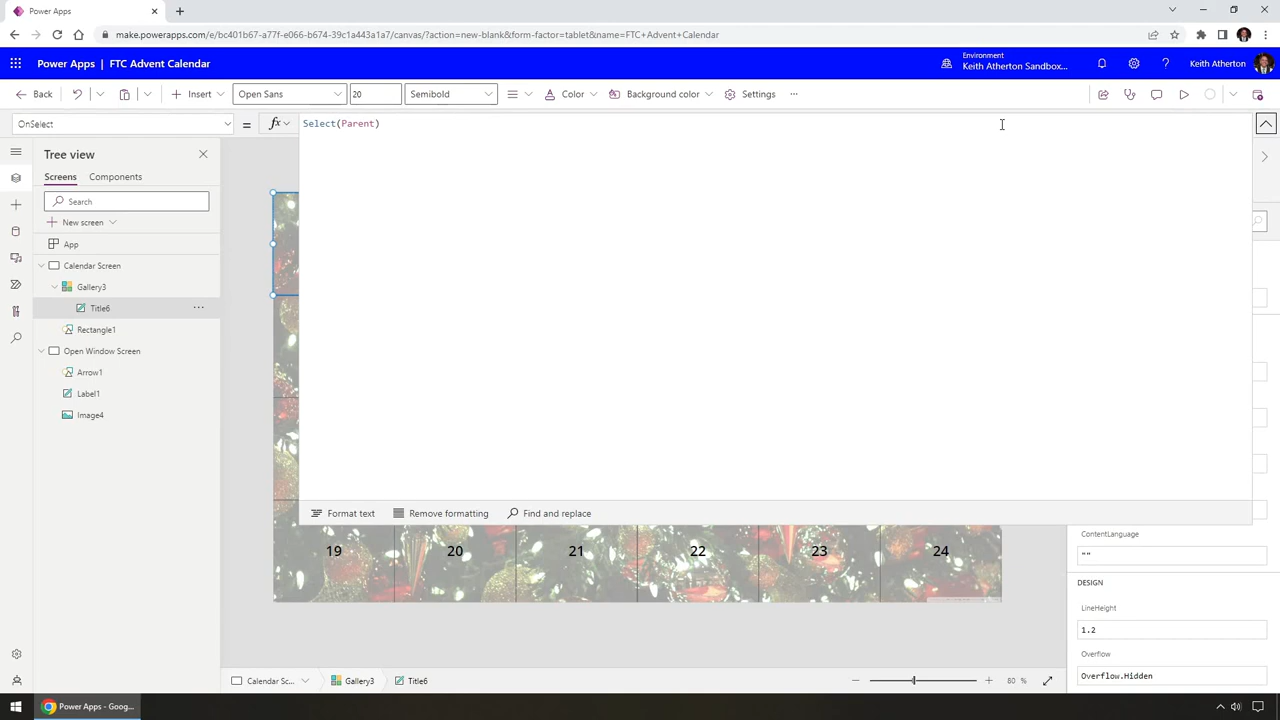 Power Apps
make.powerapps.com/e/bc401b67-a77f-e066-b674-39c1a443a1a7/canvas/?action=new-blank&form-factor=tablet&name=FTC+Advent+Calendar
Power Apps | FTC Advent Calendar
Environment
Keith Atherton Sandbox...
Keith Atherton
Back
Insert
Open Sans
20
Semibold
Color
Background color
Settings
OnSelect
=
fx
Select(Parent)
Tree view
Screens
Components
Search
New screen
App
Calendar Screen
Gallery3
Title6
Rectangle1
Open Window Screen
Arrow1
Label1
Image4
Format text
Remove formatting
Find and replace
19
20
21
22
23
24
ContentLanguage
""
DESIGN
LineHeight
1.2
Overflow
Overflow.Hidden
Calendar Sc...
Gallery3
Title6
80 %
Power Apps - Goog...